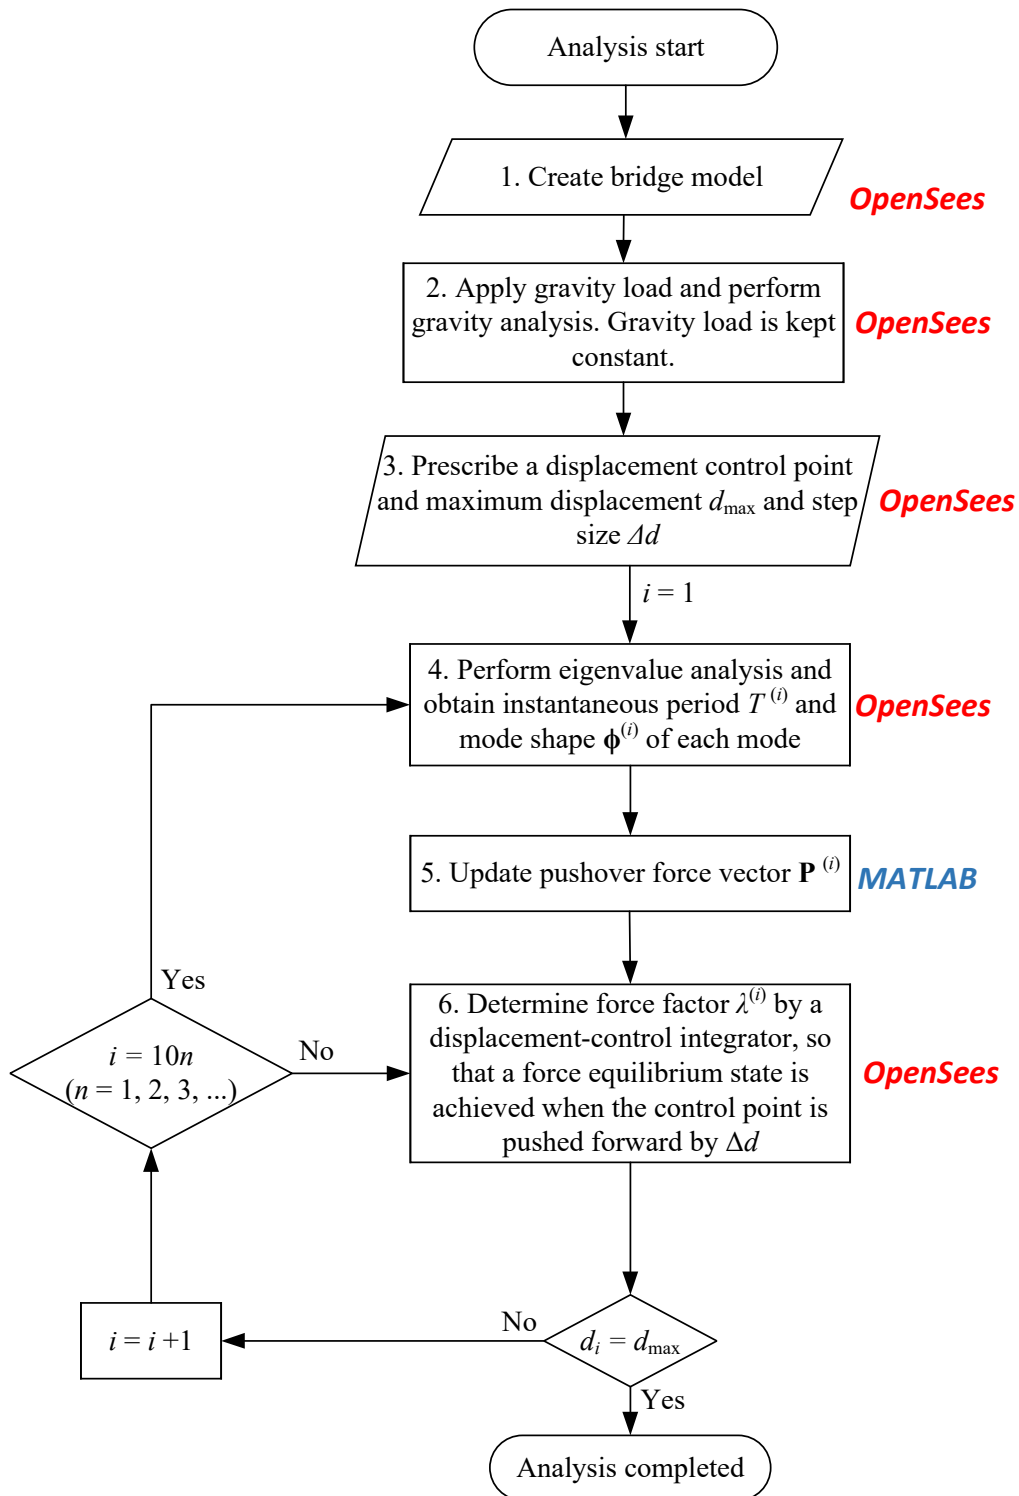 Analysis start
1. Create bridge model
OpenSees
2. Apply gravity load and perform
gravity analysis. Gravity load is kept
constant.
OpenSees
3. Prescribe a displacement control point
and maximum displacement dmax and step
size Δd
OpenSees
i = 1
4. Perform eigenvalue analysis and
obtain instantaneous period T (i) and
mode shape ϕ(i) of each mode
OpenSees
5. Update pushover force vector P (i)
MATLAB
Yes
i = 10n
(n = 1, 2, 3, ...)
No
6. Determine force factor λ(i) by a
displacement-control integrator, so
that a force equilibrium state is
achieved when the control point is
pushed forward by Δd
OpenSees
i = i +1
No
di = dmax
Yes
Analysis completed